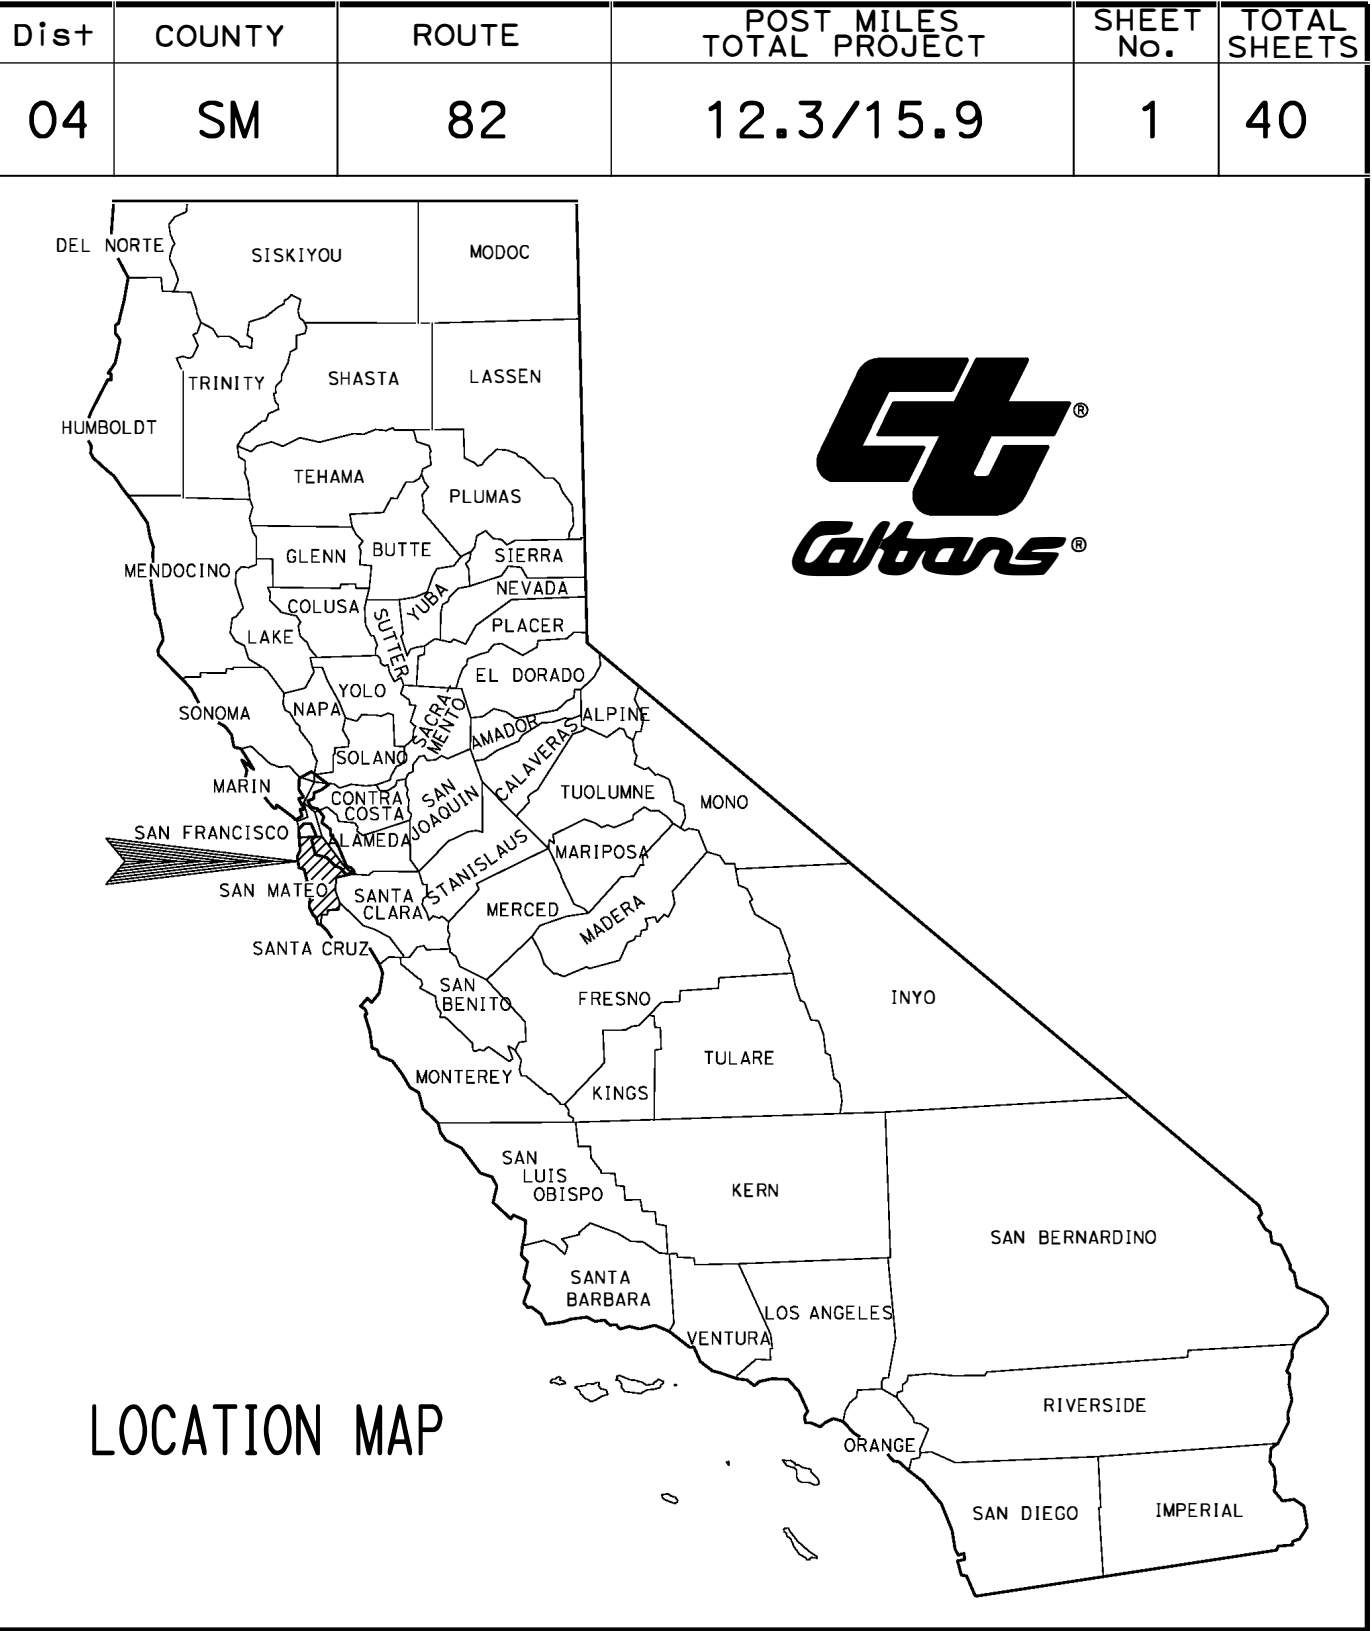 Dist COUNTY ROUTE POST MILES TOTAL PROJECT SHEET No. TOTAL SHEETS
04 SM 82 12.3/15.9 1 40
DEL NORTE
SISKIYOU
MODOC
TRINITY
SHASTA
LASSEN
HUMBOLDT
TEHAMA
PLUMAS
MENDOCINO
GLENN
BUTTE
SIERRA
NEVADA
COLUSA
SUTTER
YUBA
PLACER
LAKE
EL DORADO
SONOMA
NAPA
YOLO
SACRA-
MENTO
AMADOR
ALPINE
SOLANO
CALAVERAS
MARIN
CONTRA
COSTA
SAN
JOAQUIN
TUOLUMNE
MONO
SAN FRANCISCO
ALAMEDA
STANISLAUS
MARIPOSA
SAN MATEO
SANTA
CLARA
MERCED
MADERA
SANTA CRUZ
SAN
BENITO
FRESNO
INYO
MONTEREY
KINGS
TULARE
SAN
LUIS
OBISPO
KERN
SAN BERNARDINO
SANTA
BARBARA
VENTURA
LOS ANGELES
RIVERSIDE
ORANGE
SAN DIEGO
IMPERIAL
Ct®
Caltrans®
LOCATION MAP